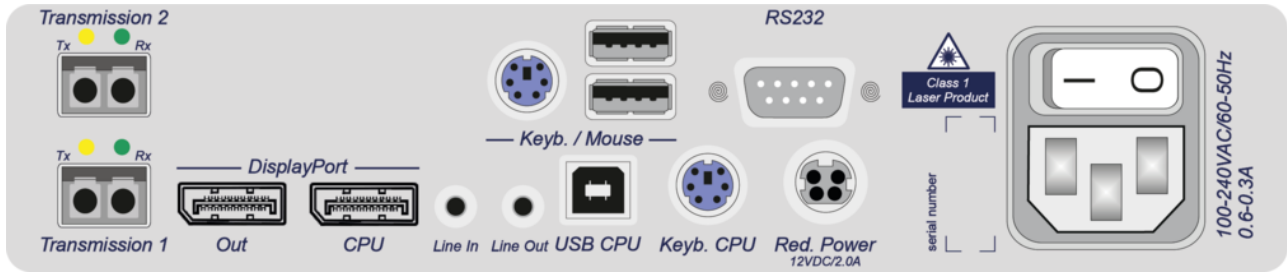 Transmission 2
Tx Rx
Tx Rx
Transmission 1
DisplayPort
Out
CPU
Line In
Line Out
Keyb. / Mouse
USB CPU
Keyb. CPU
RS232
Red. Power
12VDC/2.0A
Class 1
Laser Product
serial number
I O
100-240VAC/60-50Hz
0.6-0.3A